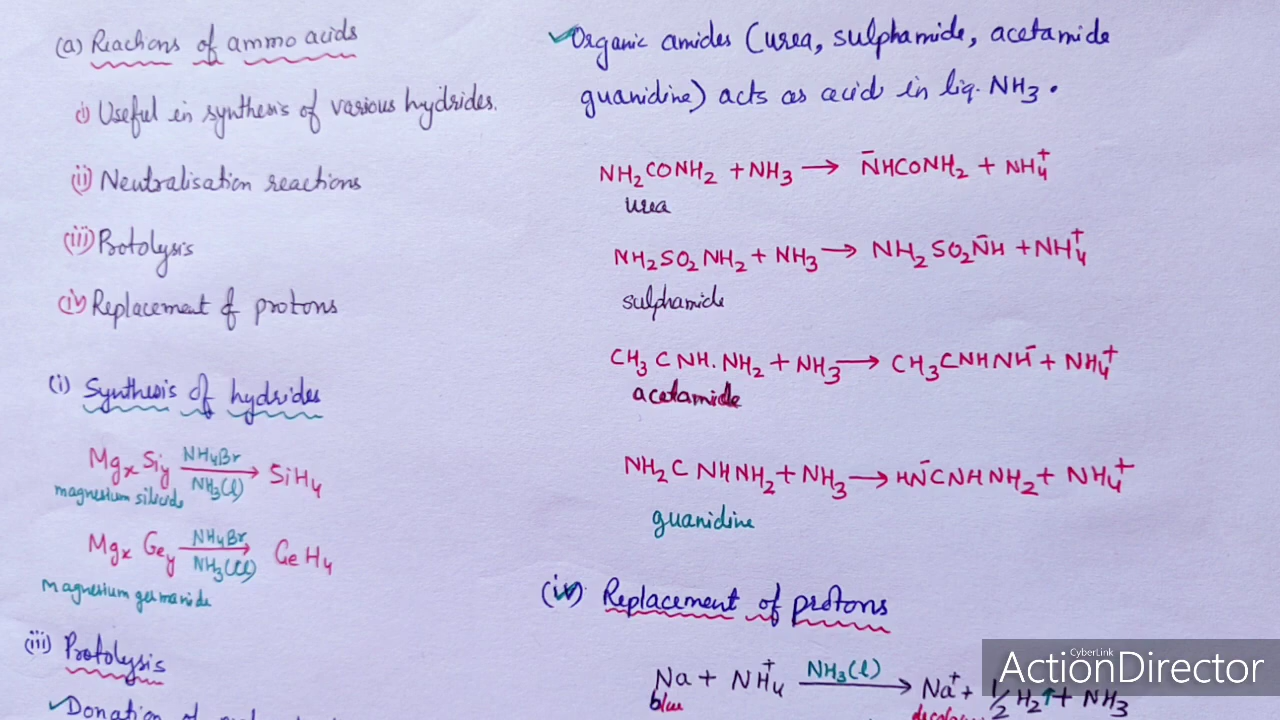 (a) Reactions of ammo acids
i) Useful in synthesis of various hydrides.
(ii) Neutralisation reactions
(iii) Protolysis
(iv) Replacement of protons
(i) Synthesis of hydrides
MgₓSiᵧ NH₄Br NH₃(l) → SiH₄
magnesium silicide
Mgₓ Geᵧ NH₄Br NH₃(l) → GeH₄
Magnesium germanide
(iii) Protolysis
✓Donation of
✓Organic amides (urea, sulphamide, acetamide
guanidine) acts as acid in liq. NH₃.
NH₂CONH₂ + NH₃ → N̄HCONH₂ + NH₄⁺
urea
NH₂SO₂NH₂ + NH₃ → NH₂SO₂N̄H + NH₄⁺
sulphamide
CH₃CNH.NH₂ + NH₃ → CH₃CNHNH⁻ + NH₄⁺
acetamide
NH₂CNHNH₂ + NH₃ → HN̄CNHNH₂ + NH₄⁺
guanidine
(iv) Replacement of protons
Na + NH₄⁺ NH₃(l) → Na⁺ + 1/2 H₂↑ + NH₃
blue
CyberLink
ActionDirector